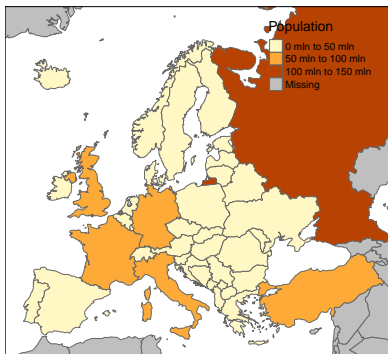 Population
0 mln to 50 mln
50 mln to 100 mln
100 mln to 150 mln
Missing